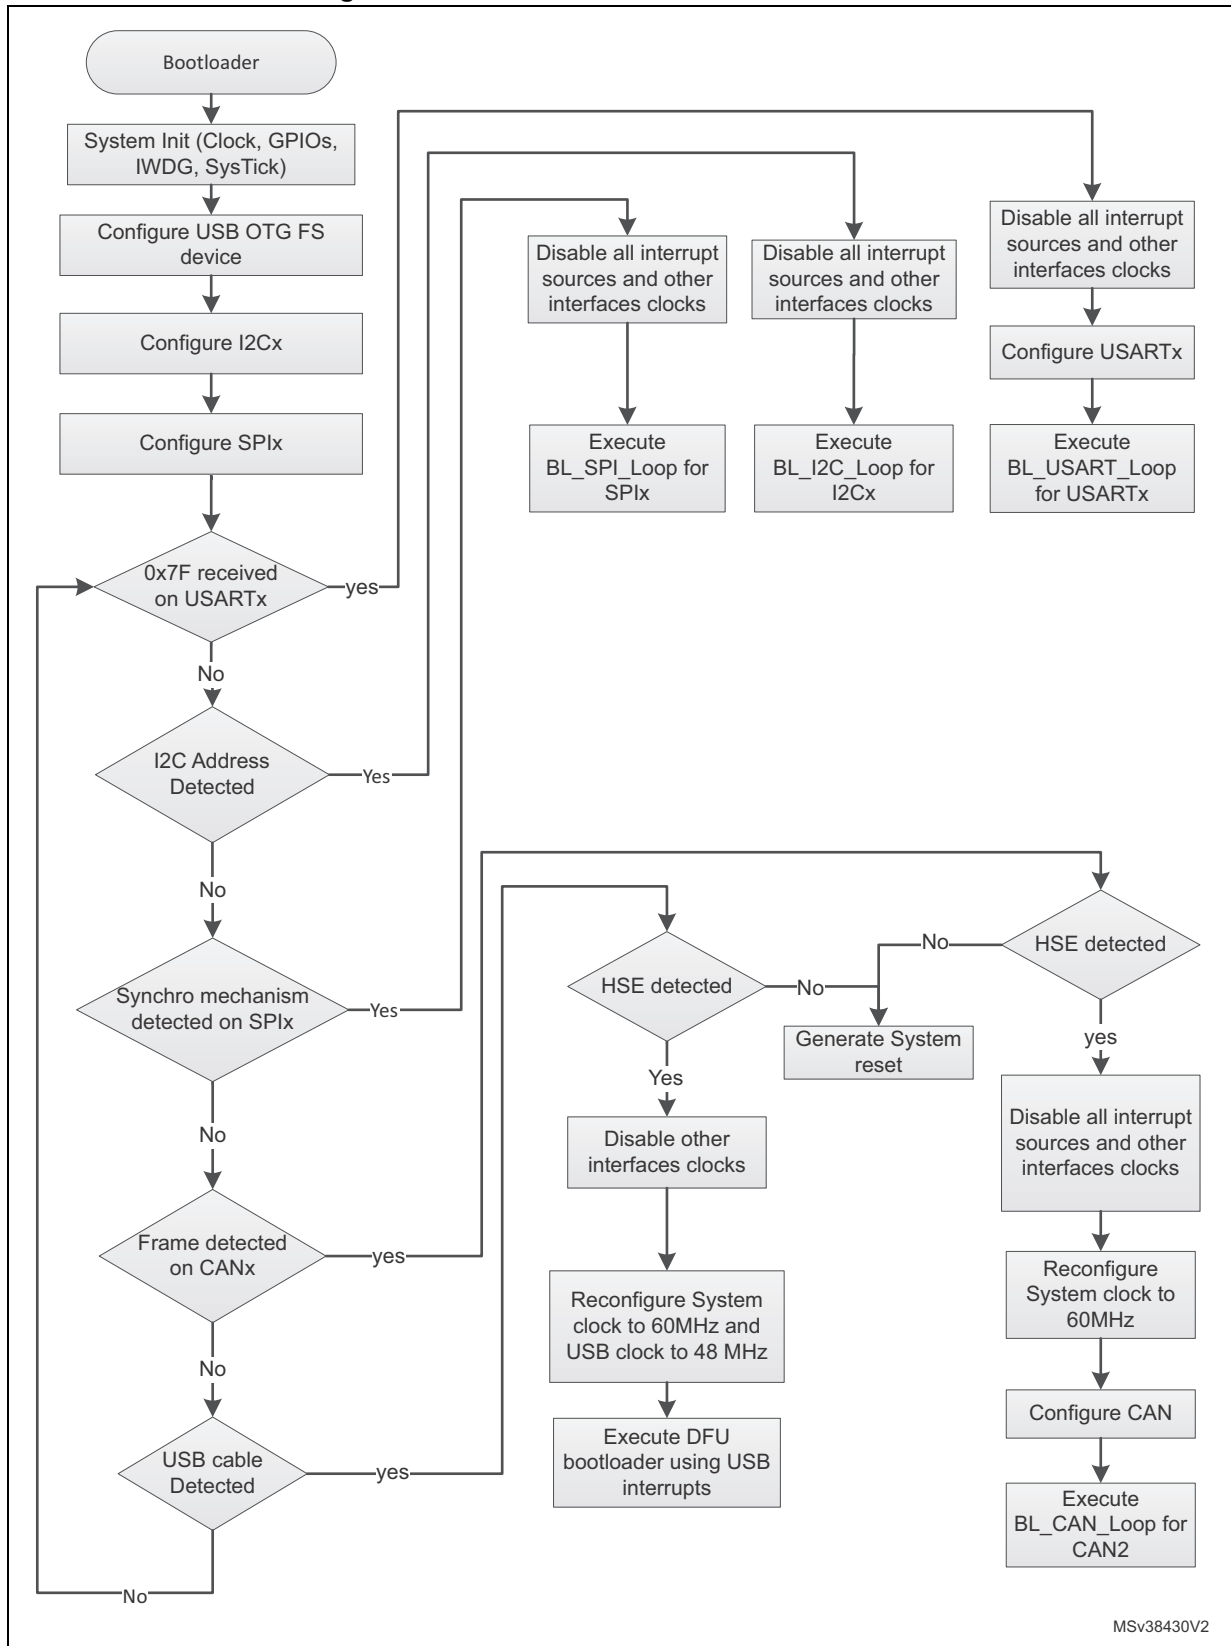 Bootloader
System Init (Clock, GPIOs,
IWDG, SysTick)
Configure USB OTG FS
device
Configure I2Cx
Configure SPIx
0x7F received
on USARTx
yes
No
I2C Address
Detected
Yes
No
Synchro mechanism
detected on SPIx
Yes
No
Frame detected
on CANx
yes
No
USB cable
Detected
yes
No
Disable all interrupt
sources and other
interfaces clocks
Execute
BL_SPI_Loop for
SPIx
Disable all interrupt
sources and other
interfaces clocks
Execute
BL_I2C_Loop for
I2Cx
Disable all interrupt
sources and other
interfaces clocks
Configure USARTx
Execute
BL_USART_Loop
for USARTx
HSE detected
No
Yes
Disable other
interfaces clocks
Reconfigure System
clock to 60MHz and
USB clock to 48 MHz
Execute DFU
bootloader using USB
interrupts
Generate System
reset
HSE detected
No
yes
Disable all interrupt
sources and other
interfaces clocks
Reconfigure
System clock to
60MHz
Configure CAN
Execute
BL_CAN_Loop for
CAN2
MSv38430V2